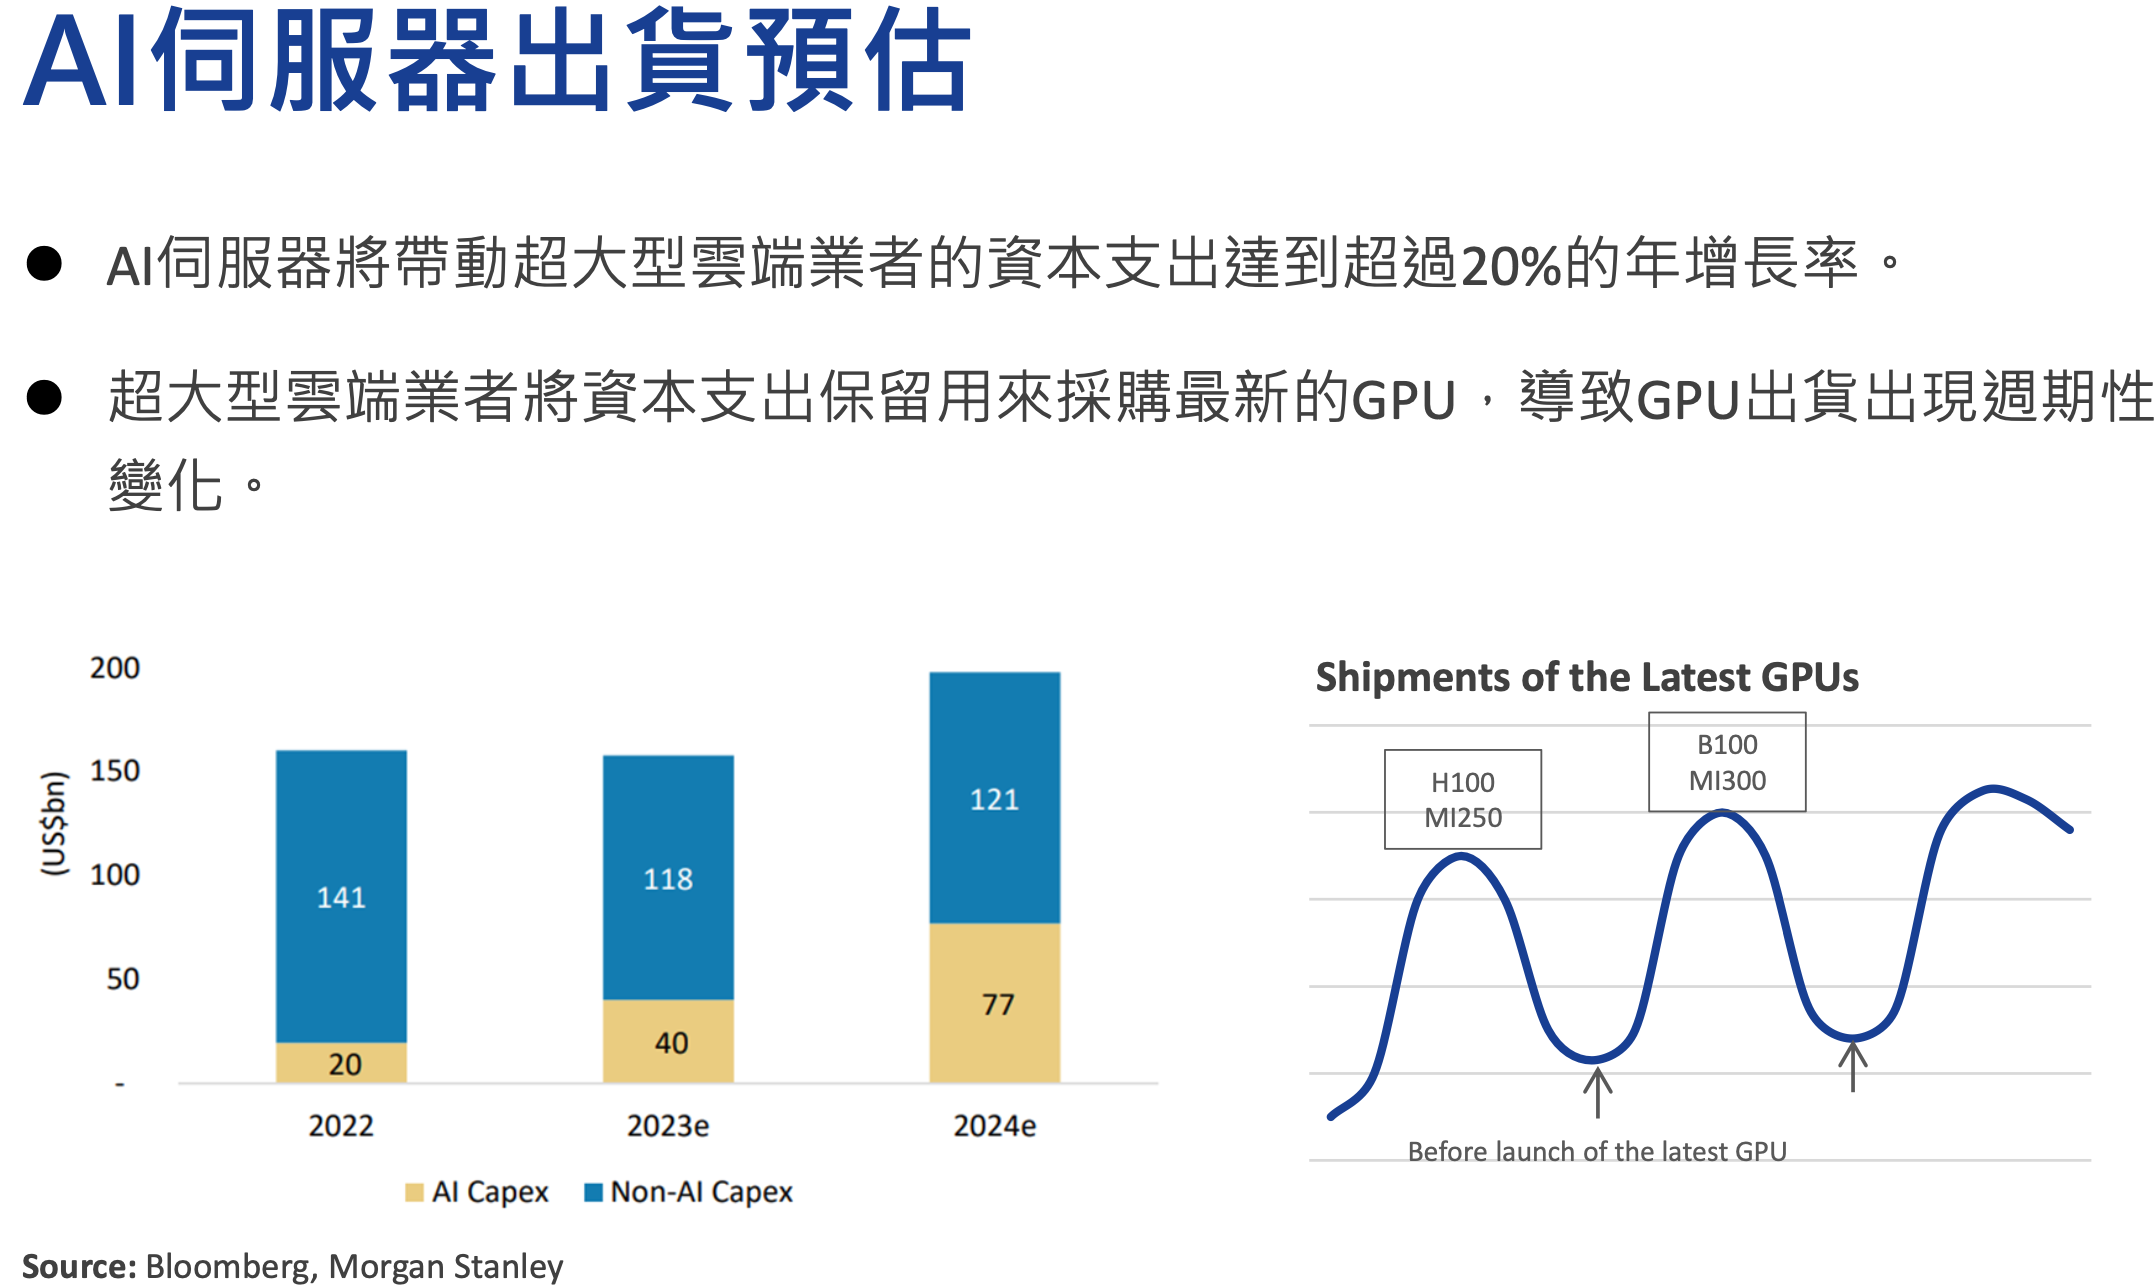 AI伺服器出貨預估
● AI伺服器將帶動超大型雲端業者的資本支出達到超過20%的年增長率。
● 超大型雲端業者將資本支出保留用來採購最新的GPU，導致GPU出貨出現週期性
變化。
(US$bn)
200
150
100
50
-
141
20
118
40
121
77
2022
2023e
2024e
AI Capex
Non-AI Capex
Shipments of the Latest GPUs
H100
MI250
B100
MI300
Before launch of the latest GPU
Source: Bloomberg, Morgan Stanley